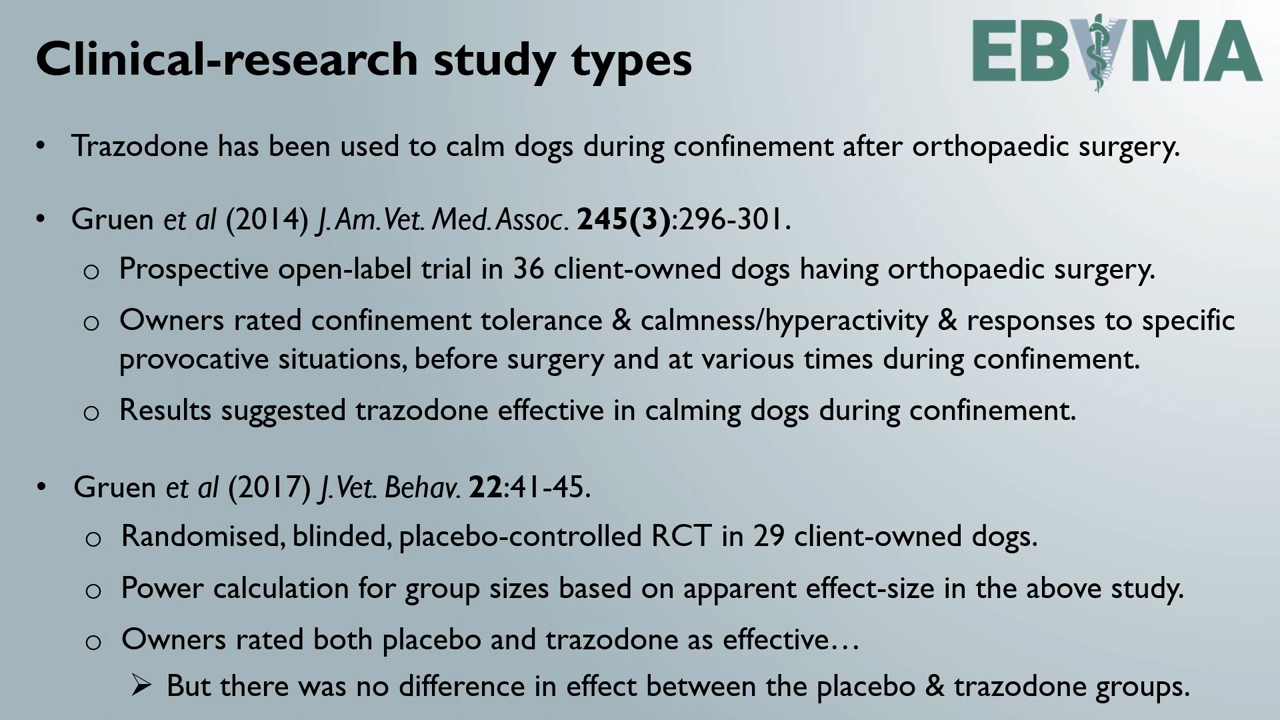 Clinical-research study types
EBVMA
• Trazodone has been used to calm dogs during confinement after orthopaedic surgery.
• Gruen et al (2014) J. Am. Vet. Med. Assoc. 245(3):296-301.
o Prospective open-label trial in 36 client-owned dogs having orthopaedic surgery.
o Owners rated confinement tolerance & calmness/hyperactivity & responses to specific
provocative situations, before surgery and at various times during confinement.
o Results suggested trazodone effective in calming dogs during confinement.
• Gruen et al (2017) J. Vet. Behav. 22:41-45.
o Randomised, blinded, placebo-controlled RCT in 29 client-owned dogs.
o Power calculation for group sizes based on apparent effect-size in the above study.
o Owners rated both placebo and trazodone as effective…
➢ But there was no difference in effect between the placebo & trazodone groups.